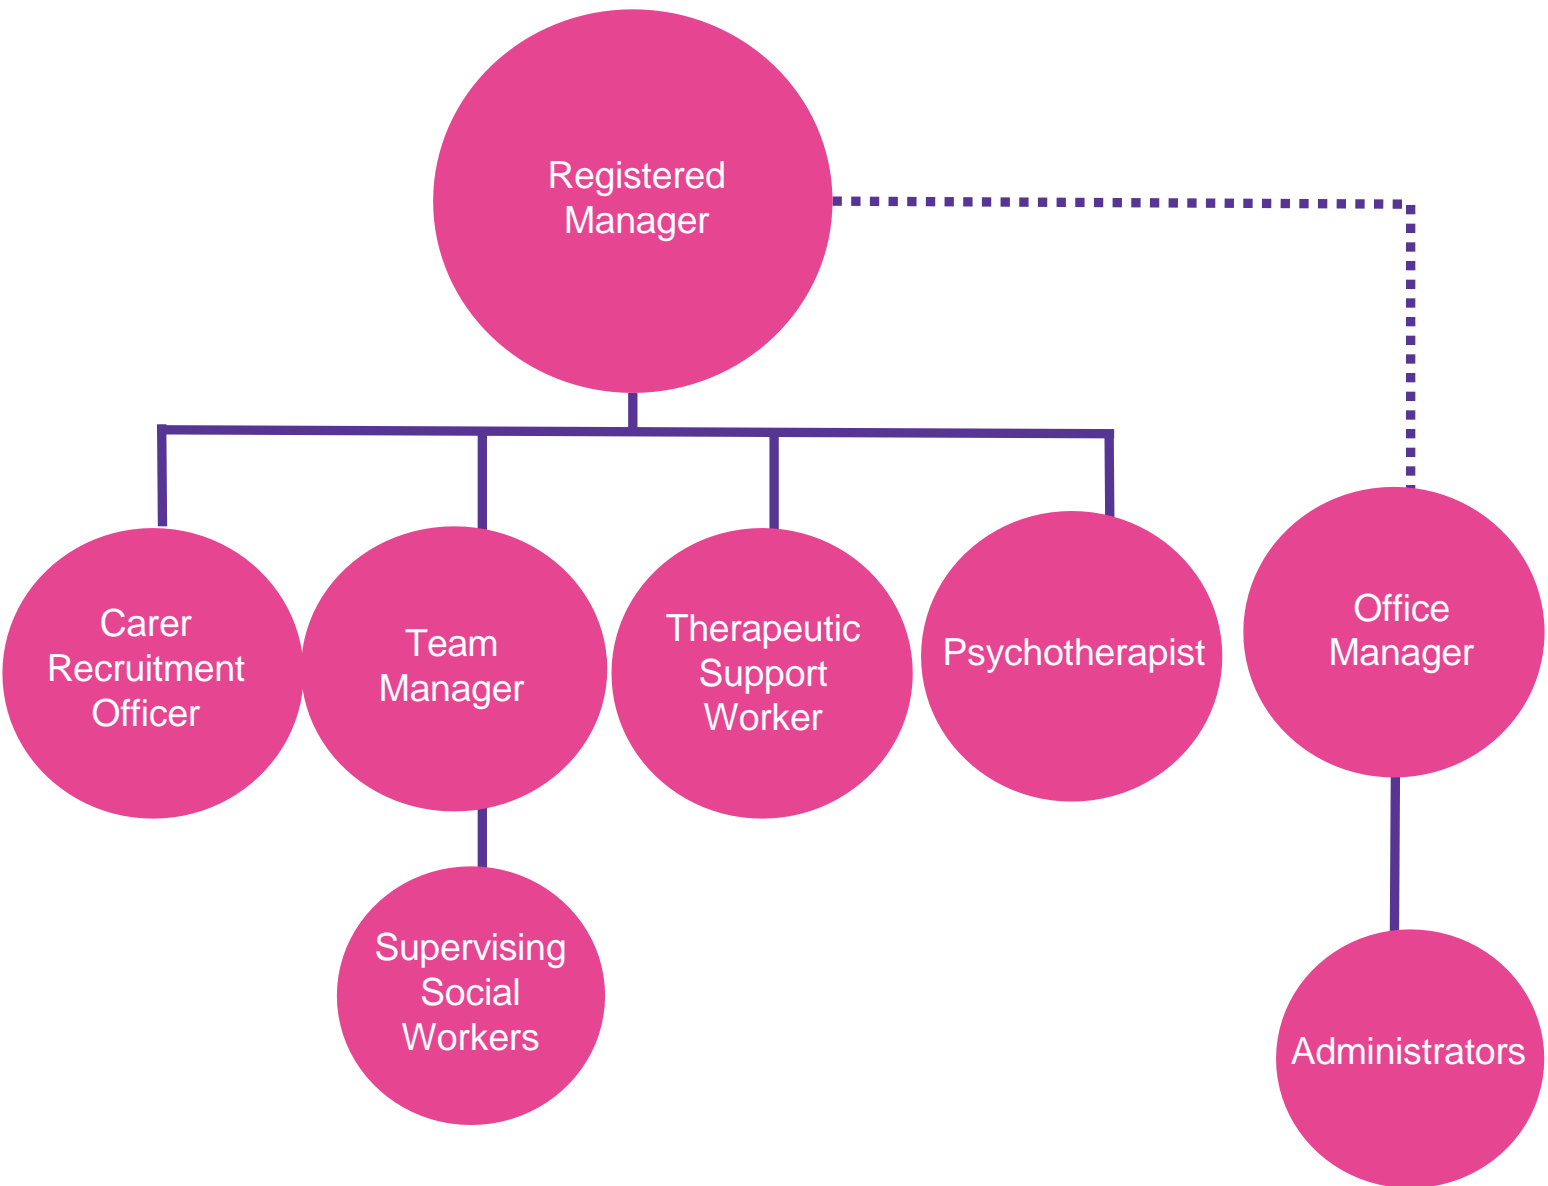 Registered
Manager
Carer
Recruitment
Officer
Team
Manager
Therapeutic
Support
Worker
Psychotherapist
Office
Manager
Supervising
Social
Workers
Administrators